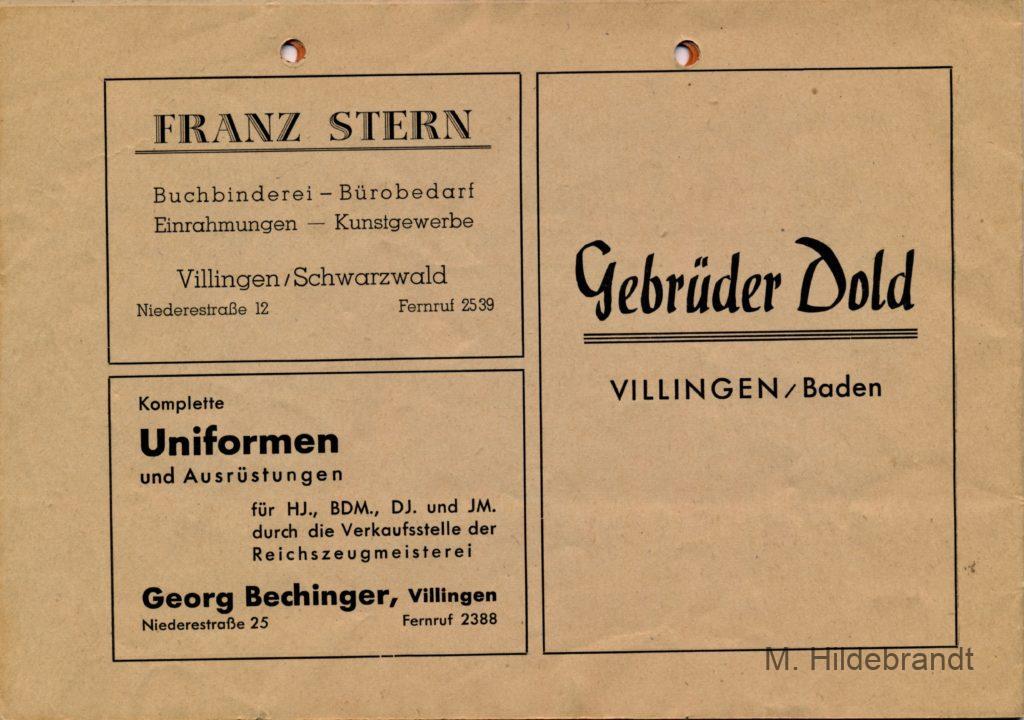 FRANZ STERN
Buchbinderei – Bürobedarf
Einrahmungen — Kunstgewerbe
Villingen/Schwarzwald
Niederestraße 12 Fernruf 2539
Komplette
Uniformen
und Ausrüstungen
für HJ., BDM., DJ. und JM.
durch die Verkaufsstelle der
Reichszeugmeisterei
Georg Bechinger, Villingen
Niederestraße 25 Fernruf 2388
Gebrüder Dold
VILLINGEN/Baden
M. Hildebrandt